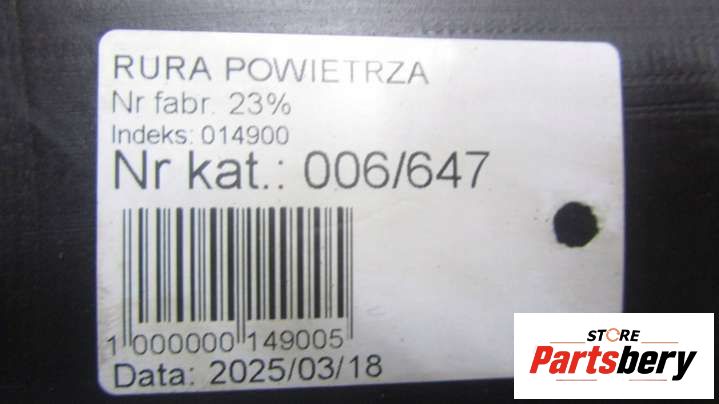 RURA POWIETRZA
Nr fabr. 23%
Indeks: 014900
Nr kat.: 006/647
1 000000 149005
Data: 2025/03/18
STORE
Partsbery